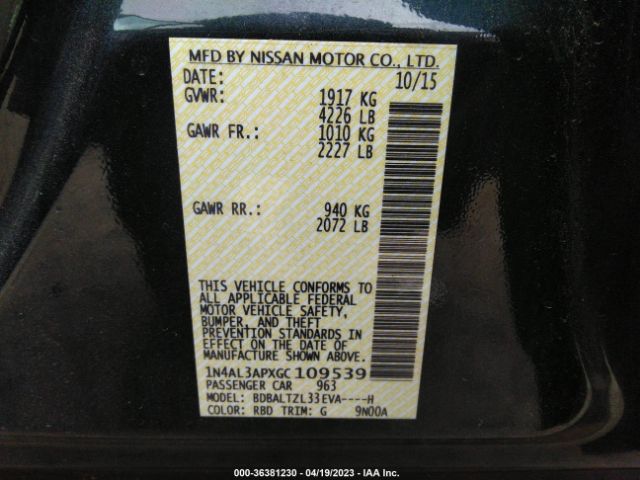 MFD BY NISSAN MOTOR CO., LTD.
DATE: 10/15
GVWR: 1917 KG
4226 LB
GAWR FR.: 1010 KG
2227 LB
GAWR RR.: 940 KG
2072 LB
THIS VEHICLE CONFORMS TO
ALL APPLICABLE FEDERAL
MOTOR VEHICLE SAFETY,
BUMPER, AND THEFT
PREVENTION STANDARDS IN
EFFECT ON THE DATE OF
MANUFACTURE SHOWN ABOVE.
1N4AL3APXGC 109539
PASSENGER CAR 963
MODEL: BDBALTZL33EVA----H
COLOR: RBD TRIM: G 9N00A
000-36381230 - 04/19/2023 - IAA Inc.